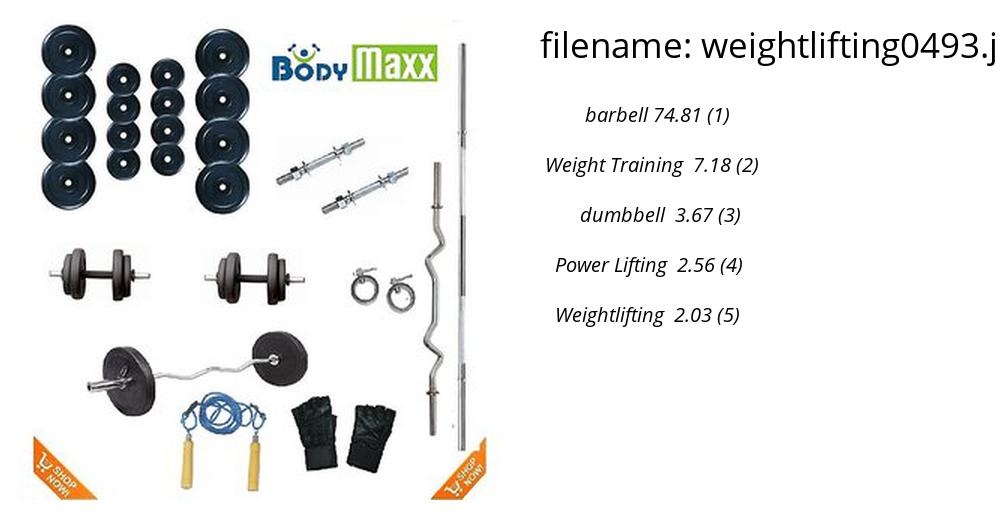 BODY Maxx
filename: weightlifting0493.j
barbell 74.81 (1)
Weight Training 7.18 (2)
dumbbell 3.67 (3)
Power Lifting 2.56 (4)
Weightlifting 2.03 (5)
SHOP
NOW!
SHOP
NOW!